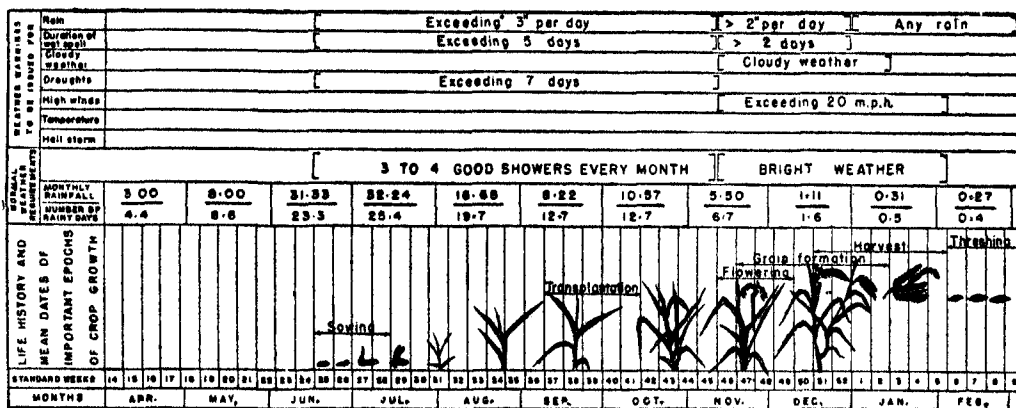 WEATHER WARNINGS TO BE ISSUED FOR
Rain [ Exceeding 3" per day ] [ > 2" per day ] [ Any rain ]
Duration of wet spell [ Exceeding 5 days ] [ > 2 days ]
Cloudy weather [ Cloudy weather ]
Droughts [ Exceeding 7 days ]
High winds [ Exceeding 20 m.p.h. ]
Temperature
Hail storm
NORMAL WEATHER REQUIREMENTS
[ 3 TO 4 GOOD SHOWERS EVERY MONTH ] [ BRIGHT WEATHER ]
MONTHLY RAINFALL 3.00 8.00 31.33 32.24 16.68 8.22 10.57 5.50 1.11 0.31 0.27
NUMBER OF RAINY DAYS 4.4 8.6 23.3 25.4 19.7 12.7 12.7 6.7 1.6 0.5 0.4
LIFE HISTORY AND MEAN DATES OF IMPORTANT EPOCHS OF CROP GROWTH
Sowing
Transplantation
Flowering
Grain formation
Harvest
Threshing
STANDARD WEEKS 14 15 16 17 18 19 20 21 22 23 24 25 26 27 28 29 30 31 32 33 34 35 36 37 38 39 40 41 42 43 44 45 46 47 48 49 50 51 52 1 2 3 4 5 6 7 8
MONTHS APR. MAY. JUN. JUL. AUG. SEP. OCT. NOV. DEC. JAN. FEB.